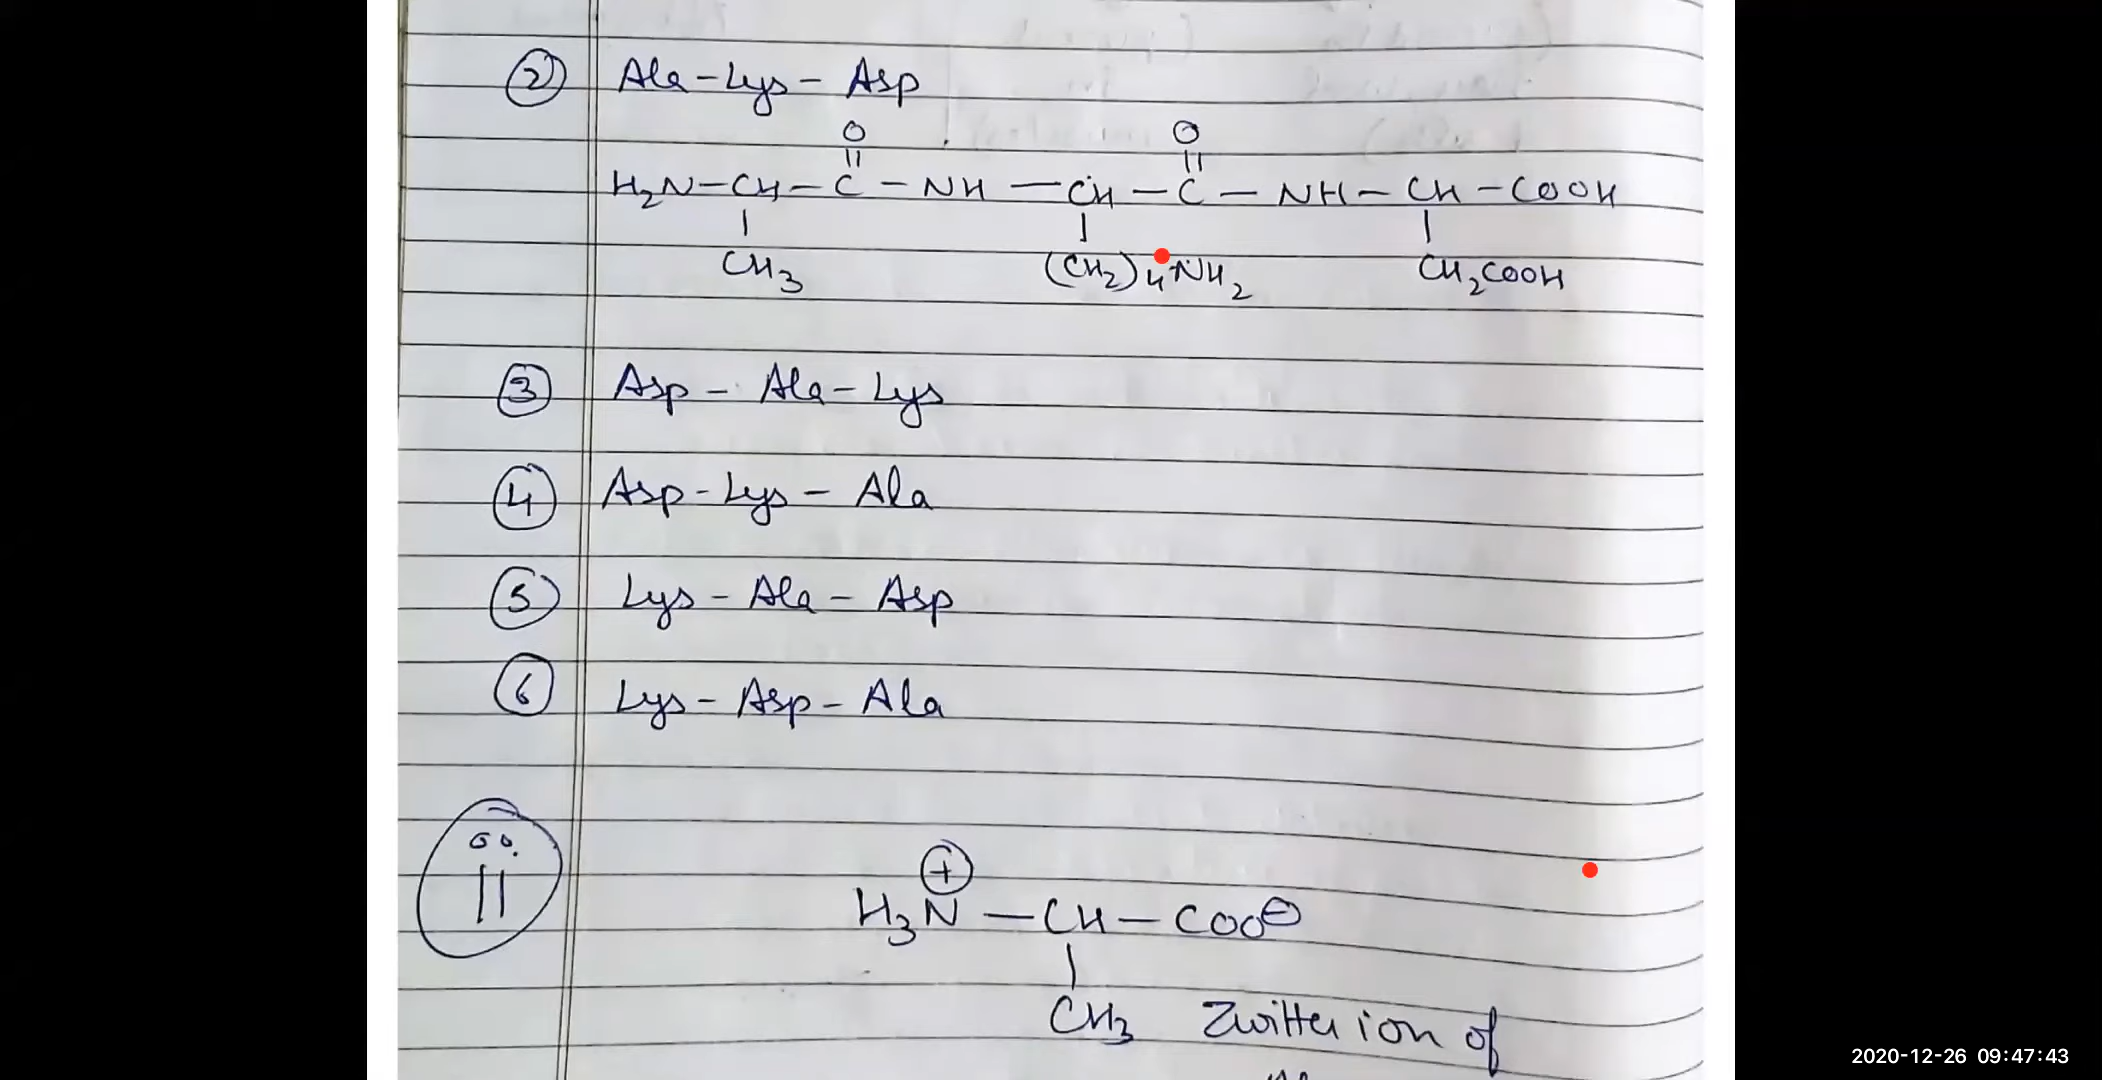 ② Ala-Lys-Asp
O O
|| ||
H₂N-CH-C-NH-CH-C-NH-CH-COOH
| | |
CH₃ (CH₂)₄NH₂ CH₂COOH
③ Asp-Ala-Lys
④ Asp-Lys-Ala
⑤ Lys-Ala-Asp
⑥ Lys-Asp-Ala
11
⊕
H₃N-CH-COO⊖
|
CH₃ Zwitter ion of
2020-12-26 09:47:43